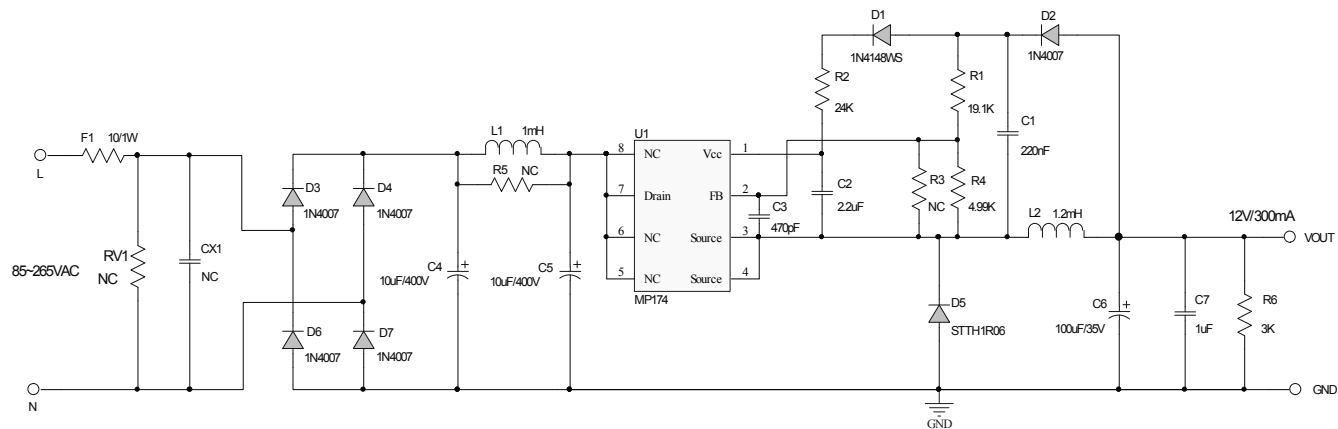 D1
1N4148WS
D2
1N4007
R2
24K
R1
19.1K
C1
220nF
F1 10/1W
L
L1 1mH
R5 NC
U1
8 NC Vcc 1
7 Drain FB 2
6 NC Source 3
5 NC Source 4
MP174
C2
2.2uF
C3
470pF
R3
NC
R4
4.99K
L2 1.2mH
12V/300mA
VOUT
D3
1N4007
D4
1N4007
85~265VAC
RV1
NC
CX1
NC
C4 +
10uF/400V
C5 +
10uF/400V
D6
1N4007
D7
1N4007
D5
STTH1R06
C6 +
100uF/35V
C7
1uF
R6
3K
N
GND
GND